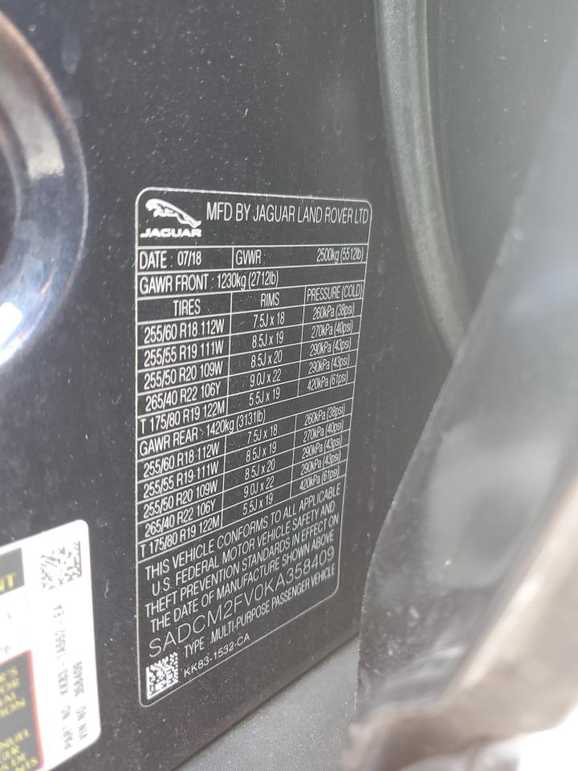 JAGUAR
MFD BY JAGUAR LAND ROVER LTD
DATE : 07/18 GVWR : 2500kg (5512lb)
GAWR FRONT : 1230kg (2712lb)
TIRES RIMS PRESSURE (COLD)
255/60 R18 112W 7.5J x 18 260kPa (38psi)
255/55 R19 111W 8.5J x 19 270kPa (40psi)
255/50 R20 109W 8.5J x 20 290kPa (43psi)
265/40 R22 106Y 9.0J x 22 290kPa (43psi)
T 175/80 R19 122M 5.5J x 19 420kPa (61psi)
GAWR REAR : 1420kg (3131lb)
255/60 R18 112W 7.5J x 18 260kPa (38psi)
255/55 R19 111W 8.5J x 19 270kPa (40psi)
255/50 R20 109W 8.5J x 20 290kPa (43psi)
265/40 R22 106Y 9.0J x 22 290kPa (43psi)
T 175/80 R19 122M 5.5J x 19 420kPa (61psi)
THIS VEHICLE CONFORMS TO ALL APPLICABLE
U.S. FEDERAL MOTOR VEHICLE SAFETY AND
THEFT PREVENTION STANDARDS IN EFFECT ON
THE DATE OF MANUFACTURE SHOWN ABOVE
SADCM2FV0KA358409
TYPE : MULTI-PURPOSE PASSENGER VEHICLE
KK83-1532-CA
PART NO
VIN NO 358409